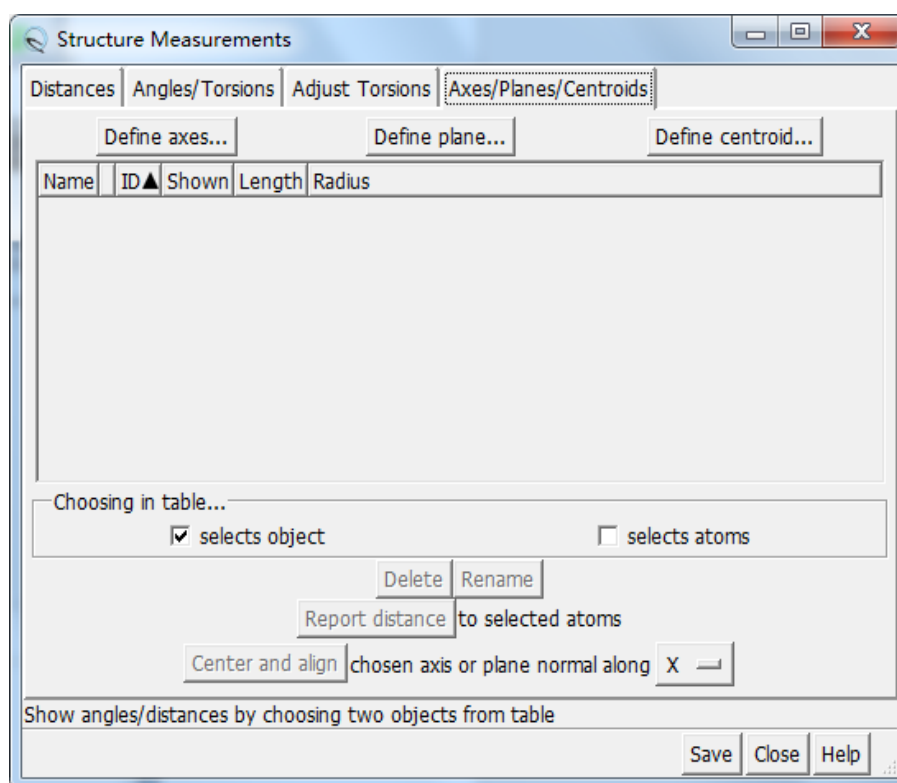 Structure Measurements
Distances Angles/Torsions Adjust Torsions Axes/Planes/Centroids
Define axes... Define plane... Define centroid...
Name ID▲ Shown Length Radius
Choosing in table...
selects object selects atoms
Delete Rename
Report distance to selected atoms
Center and align chosen axis or plane normal along X
Show angles/distances by choosing two objects from table
Save Close Help